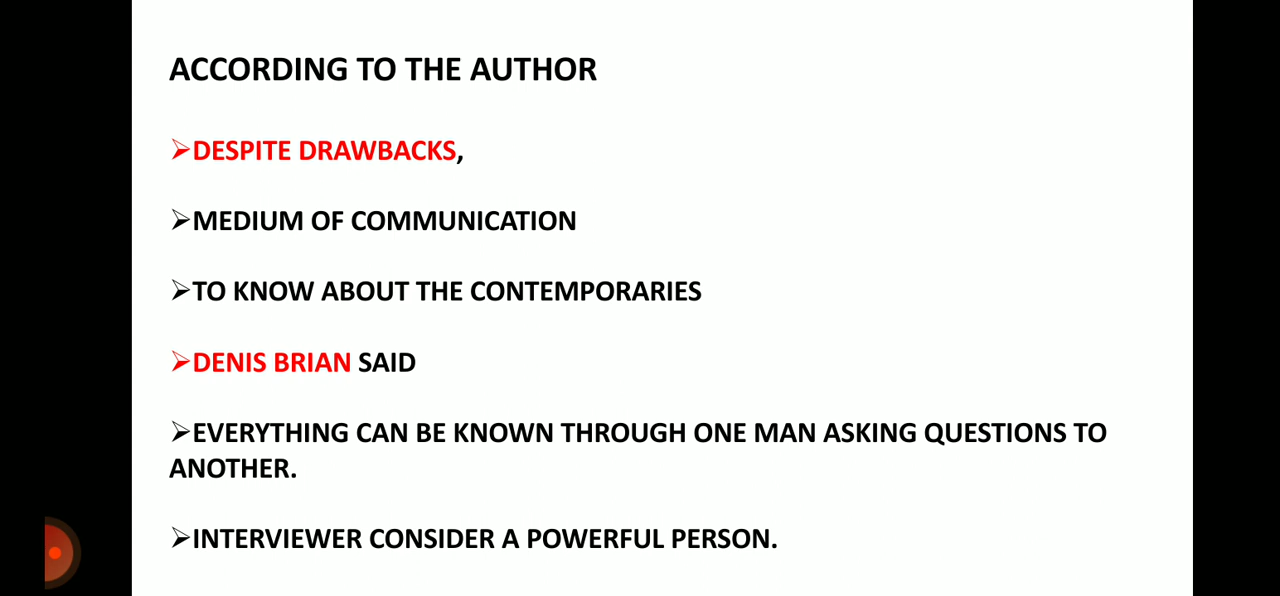 ACCORDING TO THE AUTHOR
➢DESPITE DRAWBACKS,
➢MEDIUM OF COMMUNICATION
➢TO KNOW ABOUT THE CONTEMPORARIES
➢DENIS BRIAN SAID
➢EVERYTHING CAN BE KNOWN THROUGH ONE MAN ASKING QUESTIONS TO
ANOTHER.
➢INTERVIEWER CONSIDER A POWERFUL PERSON.